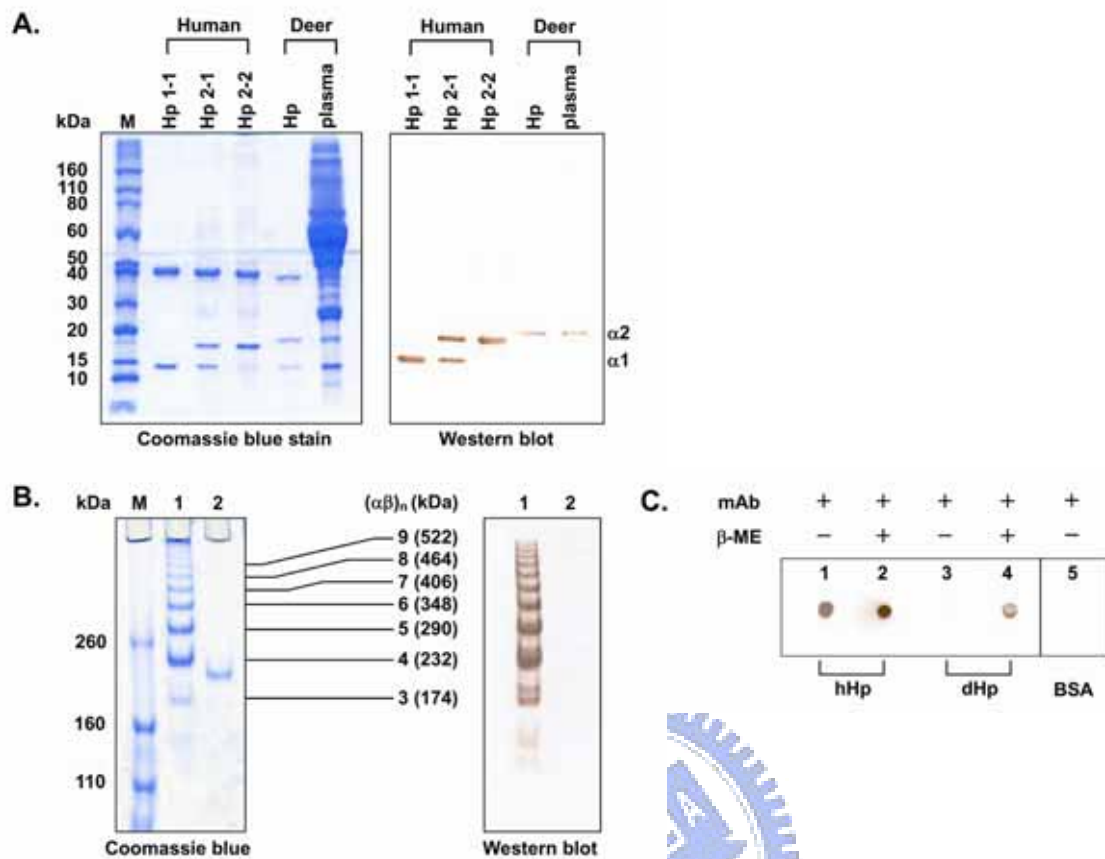 A.
Human Deer
Hp 1-1 Hp 2-1 Hp 2-2 Hp plasma
kDa M
160
110
80
60
50
40
30
20
15
10
Coomassie blue stain
Human Deer
Hp 1-1 Hp 2-1 Hp 2-2 Hp plasma
α2
α1
Western blot
B.
kDa M 1 2
260
160
110
Coomassie blue
(αβ)n (kDa)
9 (522)
8 (464)
7 (406)
6 (348)
5 (290)
4 (232)
3 (174)
1 2
Western blot
C.
mAb + + + + +
β-ME − + − + −
1 2 3 4 5
hHp dHp BSA
A